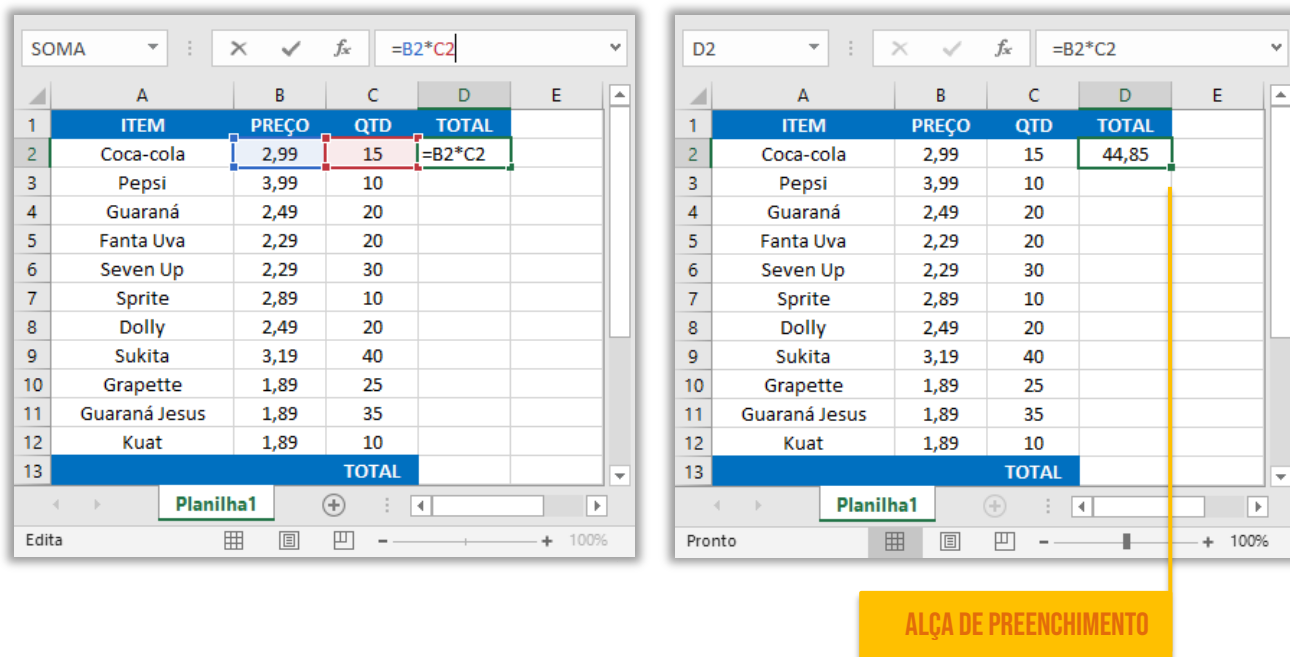 SOMA fx =B2*C2
A B C D E
1 ITEM PREÇO QTD TOTAL
2 Coca-cola 2,99 15 =B2*C2
3 Pepsi 3,99 10
4 Guaraná 2,49 20
5 Fanta Uva 2,29 20
6 Seven Up 2,29 30
7 Sprite 2,89 10
8 Dolly 2,49 20
9 Sukita 3,19 40
10 Grapette 1,89 25
11 Guaraná Jesus 1,89 35
12 Kuat 1,89 10
13 TOTAL
Planilha1
Edita 100%
D2 fx =B2*C2
A B C D E
1 ITEM PREÇO QTD TOTAL
2 Coca-cola 2,99 15 44,85
3 Pepsi 3,99 10
4 Guaraná 2,49 20
5 Fanta Uva 2,29 20
6 Seven Up 2,29 30
7 Sprite 2,89 10
8 Dolly 2,49 20
9 Sukita 3,19 40
10 Grapette 1,89 25
11 Guaraná Jesus 1,89 35
12 Kuat 1,89 10
13 TOTAL
Planilha1
Pronto 100%
ALÇA DE PREENCHIMENTO